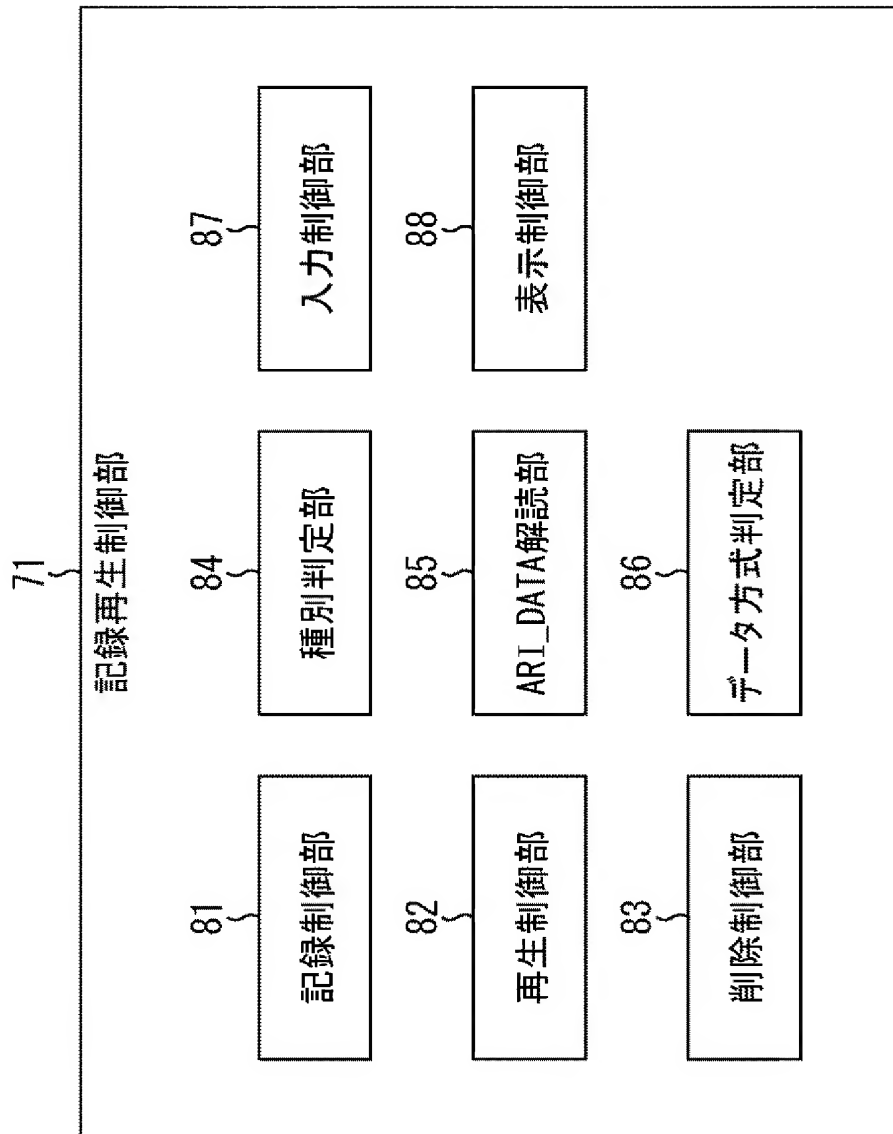 71
記録再生制御部
81
記録制御部
82
再生制御部
83
削除制御部
84
種別判定部
85
ARI_DATA解読部
86
データ方式判定部
87
入力制御部
88
表示制御部